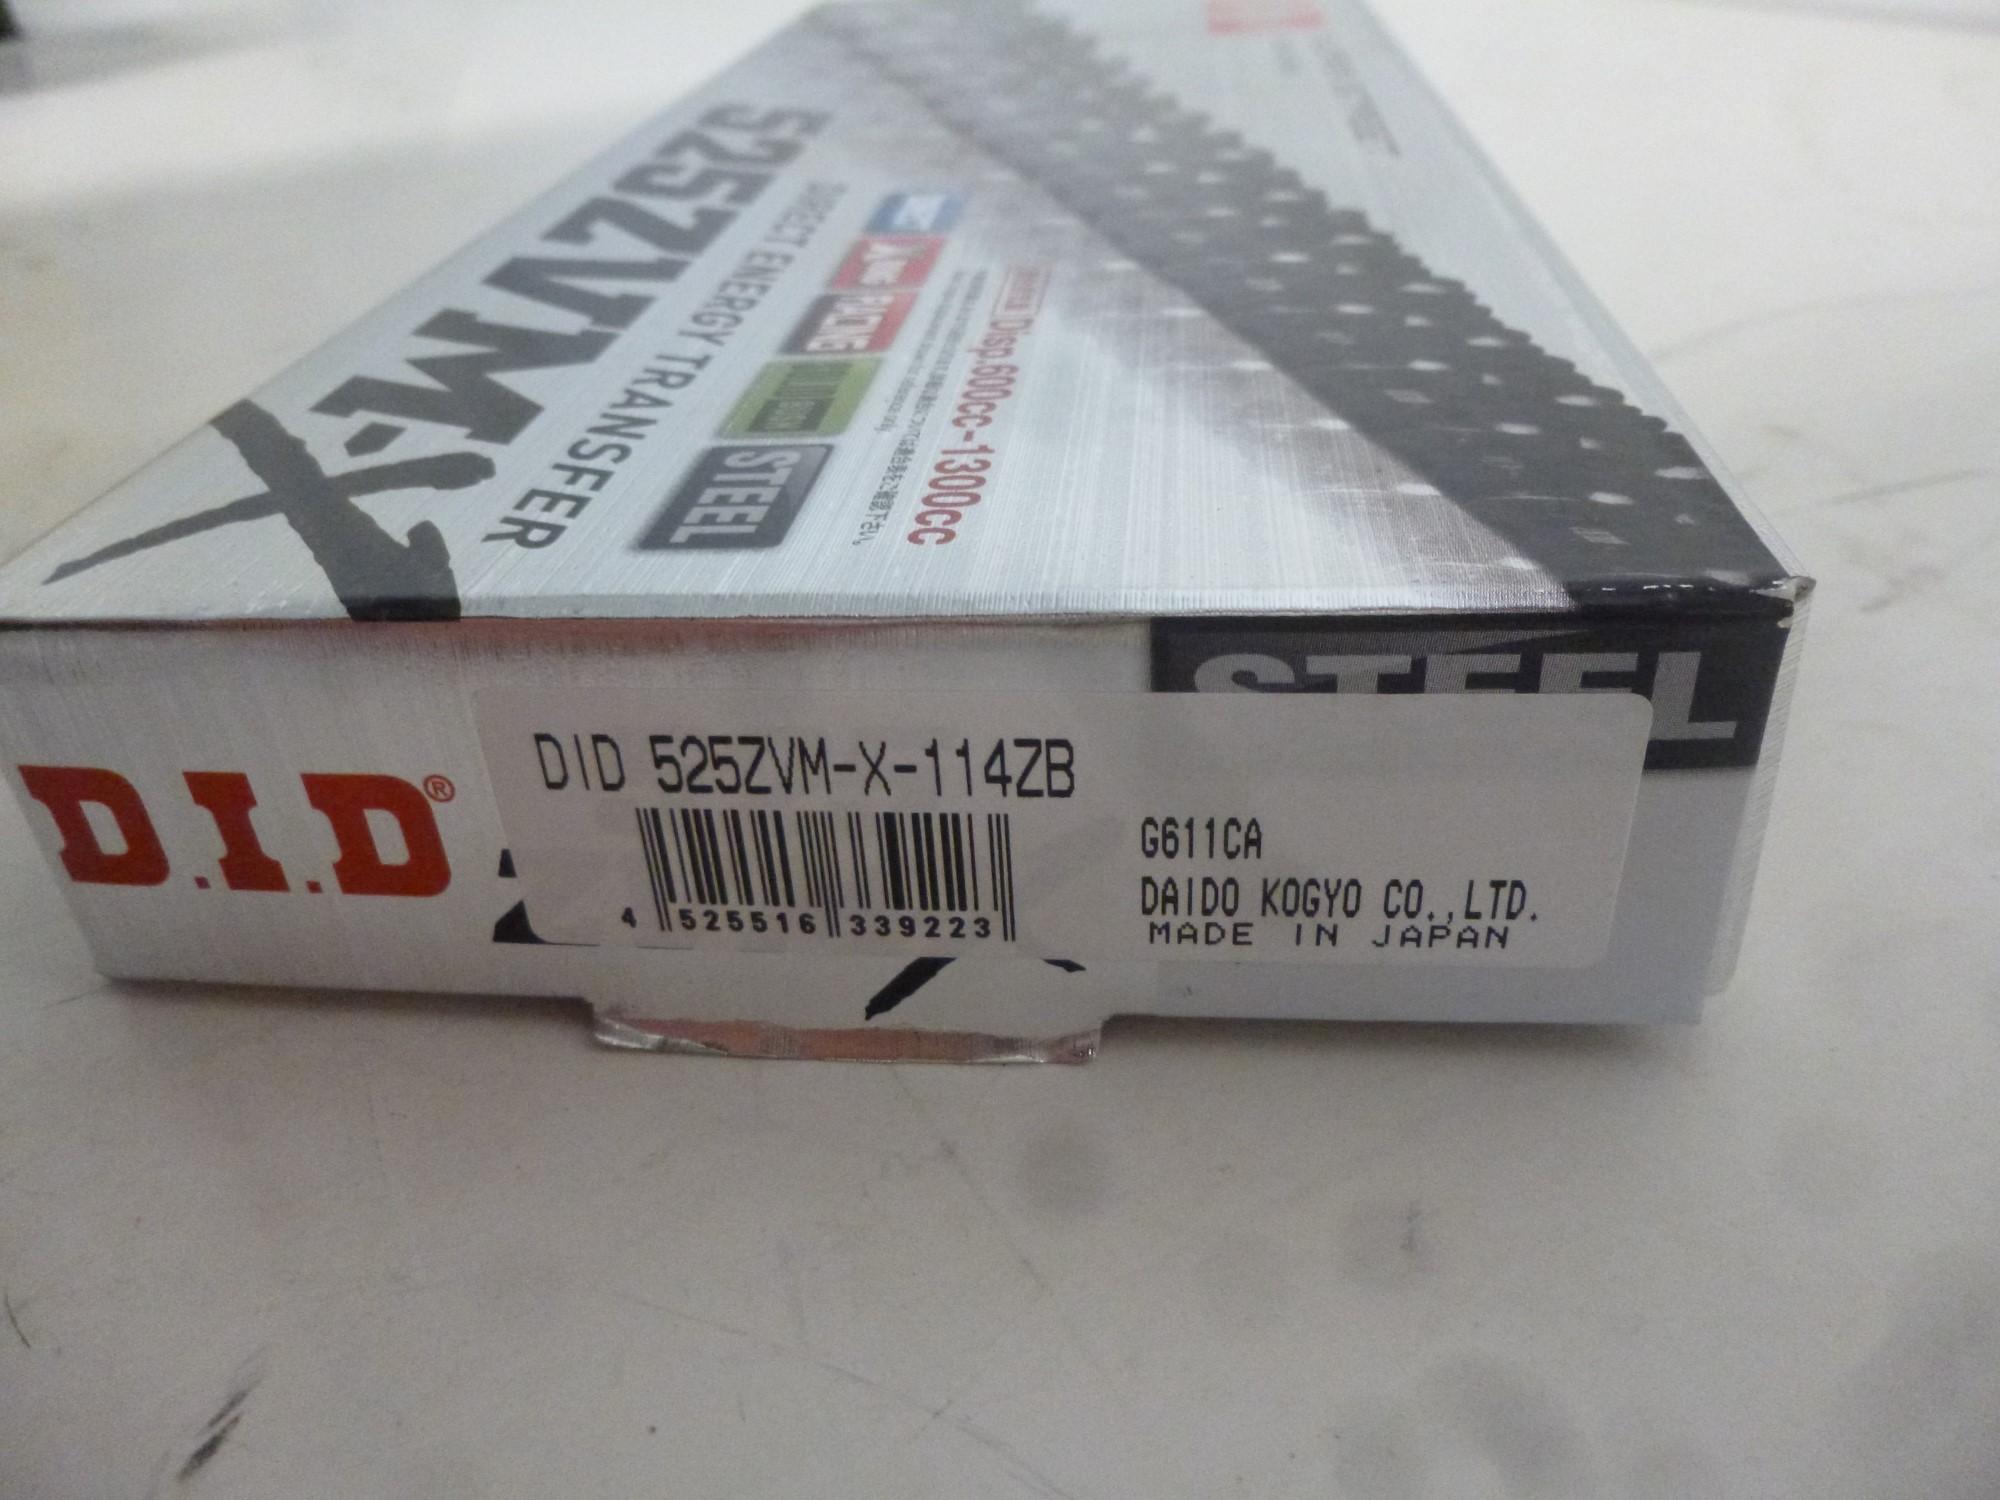 525ZVM-X
DIRECT ENERGY TRANSFER
STEEL
Disp.600cc-1300cc
STEEL
D.I.D®
DID 525ZVM-X-114ZB
4 525516 339223
G611CA
DAIDO KOGYO CO.,LTD.
MADE IN JAPAN